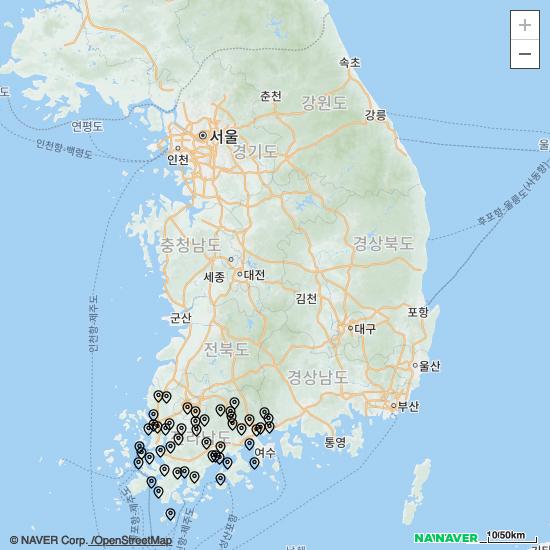 +
−
속초
춘천
강원도
강릉
도
연평도
서울
인천항-백령도
인천
경기도
울
후포항-울릉도(사동항)
충청남도
경상북도
세종
대전
인천항-제주도
김천
군산
포항
대구
전북도
울산
경상남도
부산
통영
여수
© NAVER Corp. /OpenStreetMap
NAVER
10/50km